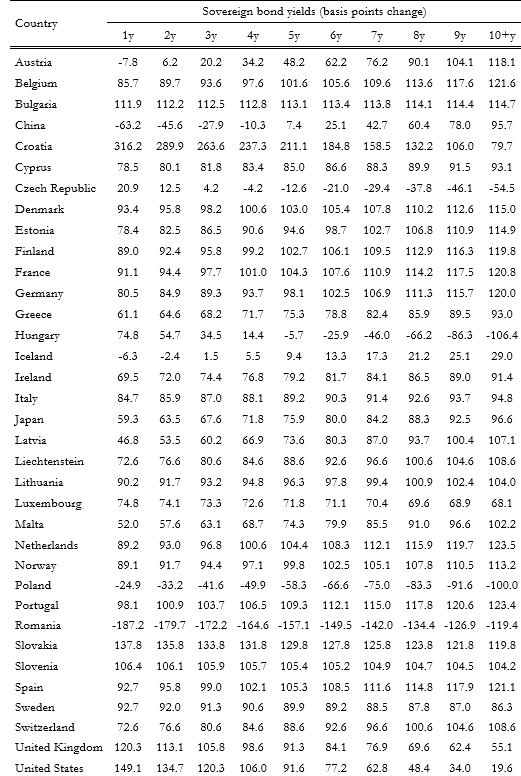 Country Sovereign bond yields (basis points change)
1y 2y 3y 4y 5y 6y 7y 8y 9y 10+y
Austria -7.8 6.2 20.2 34.2 48.2 62.2 76.2 90.1 104.1 118.1
Belgium 85.7 89.7 93.6 97.6 101.6 105.6 109.6 113.6 117.6 121.6
Bulgaria 111.9 112.2 112.5 112.8 113.1 113.4 113.8 114.1 114.4 114.7
China -63.2 -45.6 -27.9 -10.3 7.4 25.1 42.7 60.4 78.0 95.7
Croatia 316.2 289.9 263.6 237.3 211.1 184.8 158.5 132.2 106.0 79.7
Cyprus 78.5 80.1 81.8 83.4 85.0 86.6 88.3 89.9 91.5 93.1
Czech Republic 20.9 12.5 4.2 -4.2 -12.6 -21.0 -29.4 -37.8 -46.1 -54.5
Denmark 93.4 95.8 98.2 100.6 103.0 105.4 107.8 110.2 112.6 115.0
Estonia 78.4 82.5 86.5 90.6 94.6 98.7 102.7 106.8 110.9 114.9
Finland 89.0 92.4 95.8 99.2 102.7 106.1 109.5 112.9 116.3 119.8
France 91.1 94.4 97.7 101.0 104.3 107.6 110.9 114.2 117.5 120.8
Germany 80.5 84.9 89.3 93.7 98.1 102.5 106.9 111.3 115.7 120.0
Greece 61.1 64.6 68.2 71.7 75.3 78.8 82.4 85.9 89.5 93.0
Hungary 74.8 54.7 34.5 14.4 -5.7 -25.9 -46.0 -66.2 -86.3 -106.4
Iceland -6.3 -2.4 1.5 5.5 9.4 13.3 17.3 21.2 25.1 29.0
Ireland 69.5 72.0 74.4 76.8 79.2 81.7 84.1 86.5 89.0 91.4
Italy 84.7 85.9 87.0 88.1 89.2 90.3 91.4 92.6 93.7 94.8
Japan 59.3 63.5 67.6 71.8 75.9 80.0 84.2 88.3 92.5 96.6
Latvia 46.8 53.5 60.2 66.9 73.6 80.3 87.0 93.7 100.4 107.1
Liechtenstein 72.6 76.6 80.6 84.6 88.6 92.6 96.6 100.6 104.6 108.6
Lithuania 90.2 91.7 93.2 94.8 96.3 97.8 99.4 100.9 102.4 104.0
Luxembourg 74.8 74.1 73.3 72.6 71.8 71.1 70.4 69.6 68.9 68.1
Malta 52.0 57.6 63.1 68.7 74.3 79.9 85.5 91.0 96.6 102.2
Netherlands 89.2 93.0 96.8 100.6 104.4 108.3 112.1 115.9 119.7 123.5
Norway 89.1 91.7 94.4 97.1 99.8 102.5 105.1 107.8 110.5 113.2
Poland -24.9 -33.2 -41.6 -49.9 -58.3 -66.6 -75.0 -83.3 -91.6 -100.0
Portugal 98.1 100.9 103.7 106.5 109.3 112.1 115.0 117.8 120.6 123.4
Romania -187.2 -179.7 -172.2 -164.6 -157.1 -149.5 -142.0 -134.4 -126.9 -119.4
Slovakia 137.8 135.8 133.8 131.8 129.8 127.8 125.8 123.8 121.8 119.8
Slovenia 106.4 106.1 105.9 105.7 105.4 105.2 104.9 104.7 104.5 104.2
Spain 92.7 95.8 99.0 102.1 105.3 108.5 111.6 114.8 117.9 121.1
Sweden 92.7 92.0 91.3 90.6 89.9 89.2 88.5 87.8 87.0 86.3
Switzerland 72.6 76.6 80.6 84.6 88.6 92.6 96.6 100.6 104.6 108.6
United Kingdom 120.3 113.1 105.8 98.6 91.3 84.1 76.9 69.6 62.4 55.1
United States 149.1 134.7 120.3 106.0 91.6 77.2 62.8 48.4 34.0 19.6